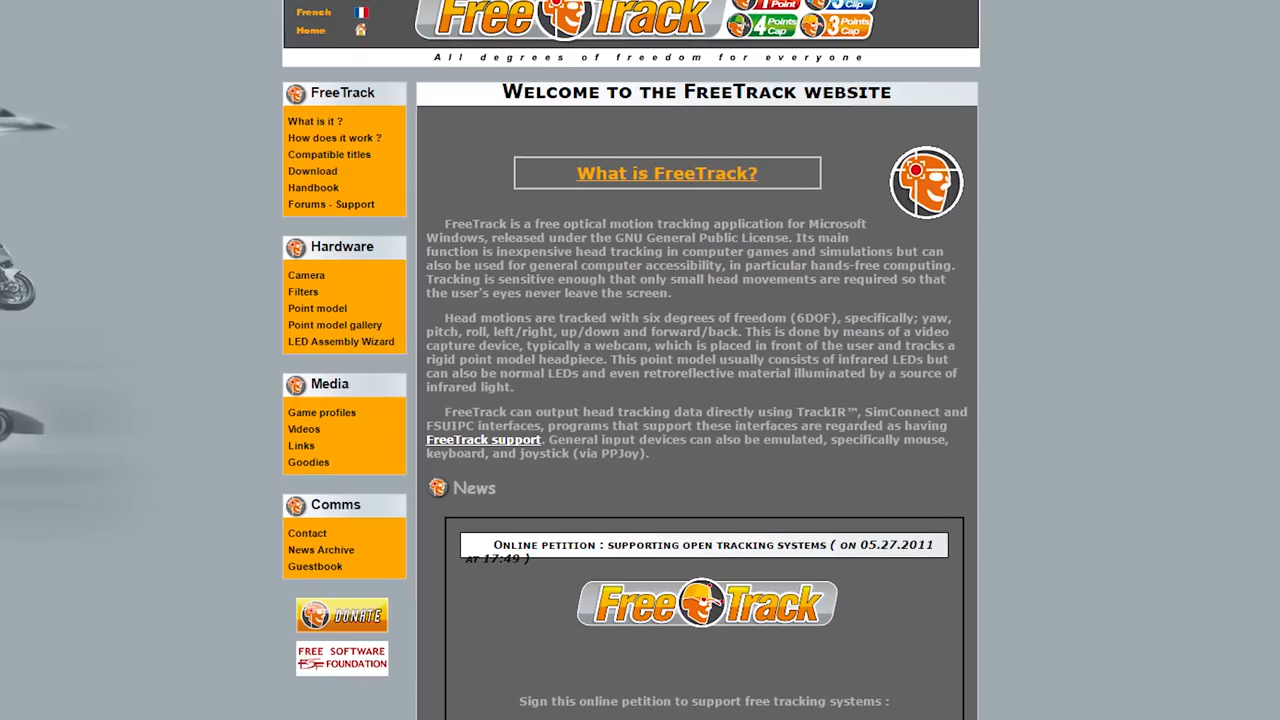 French
Home
Free Track
1 Point
3 Points Clip
4 Points Cap
3 Points Cap
All degrees of freedom for everyone
FreeTrack
What is it ?
How does it work ?
Compatible titles
Download
Handbook
Forums - Support
Hardware
Camera
Filters
Point model
Point model gallery
LED Assembly Wizard
Media
Game profiles
Videos
Links
Goodies
Comms
Contact
News Archive
Guestbook
DONATE
FREE SOFTWARE
FSF FOUNDATION
WELCOME TO THE FREETRACK WEBSITE
What is FreeTrack?
FreeTrack is a free optical motion tracking application for Microsoft
Windows, released under the GNU General Public License. Its main
function is inexpensive head tracking in computer games and simulations but can
also be used for general computer accessibility, in particular hands-free computing.
Tracking is sensitive enough that only small head movements are required so that
the user's eyes never leave the screen.
Head motions are tracked with six degrees of freedom (6DOF), specifically; yaw,
pitch, roll, left/right, up/down and forward/back. This is done by means of a video
capture device, typically a webcam, which is placed in front of the user and tracks a
rigid point model headpiece. This point model usually consists of infrared LEDs but
can also be normal LEDs and even retroreflective material illuminated by a source of
infrared light.
FreeTrack can output head tracking data directly using TrackIR™, SimConnect and
FSUIPC interfaces, programs that support these interfaces are regarded as having
FreeTrack support. General input devices can also be emulated, specifically mouse,
keyboard, and joystick (via PPJoy).
News
ONLINE PETITION : SUPPORTING OPEN TRACKING SYSTEMS ( ON 05.27.2011
AT 17:49 )
Free Track
Sign this online petition to support free tracking systems :